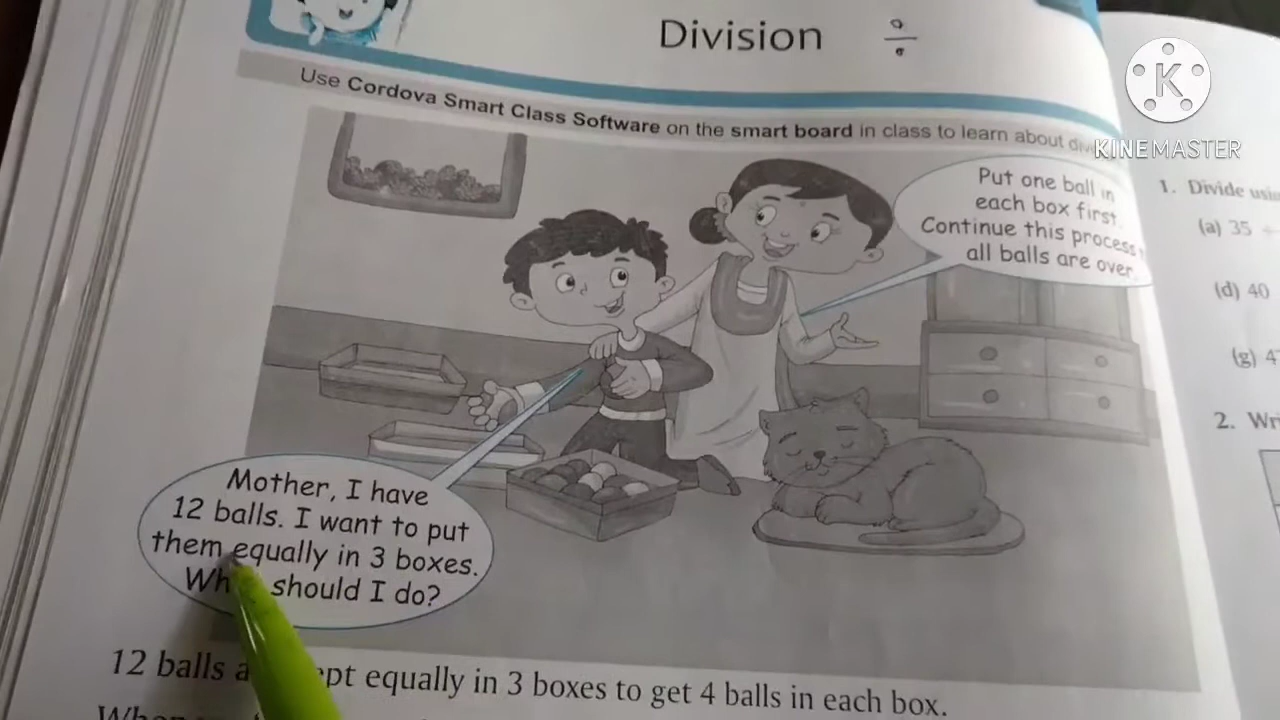 Division
Use Cordova Smart Class Software on the smart board in class to learn about
KINEMASTER
Put one ball in
each box first.
Continue this process
all balls are over.
Mother, I have
12 balls. I want to put
them equally in 3 boxes.
should I do?
12 balls equally in 3 boxes to get 4 balls in each box.
1. Divide
(a) 35
(d) 40
(g)
2.